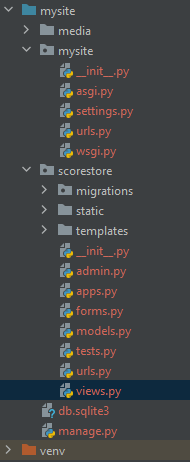 mysite
media
mysite
__init__.py
asgi.py
settings.py
urls.py
wsgi.py
scorestore
migrations
static
templates
__init__.py
admin.py
apps.py
forms.py
models.py
tests.py
urls.py
views.py
db.sqlite3
manage.py
venv